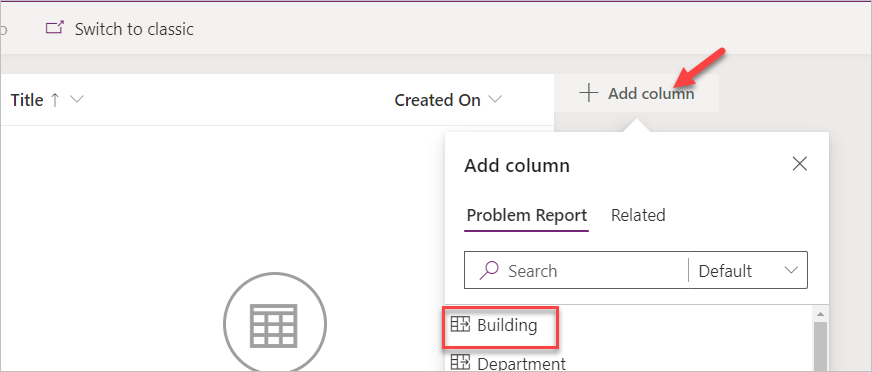 Switch to classic
Title Created On Add column
Add column
Problem Report Related
Search Default
Building
Department